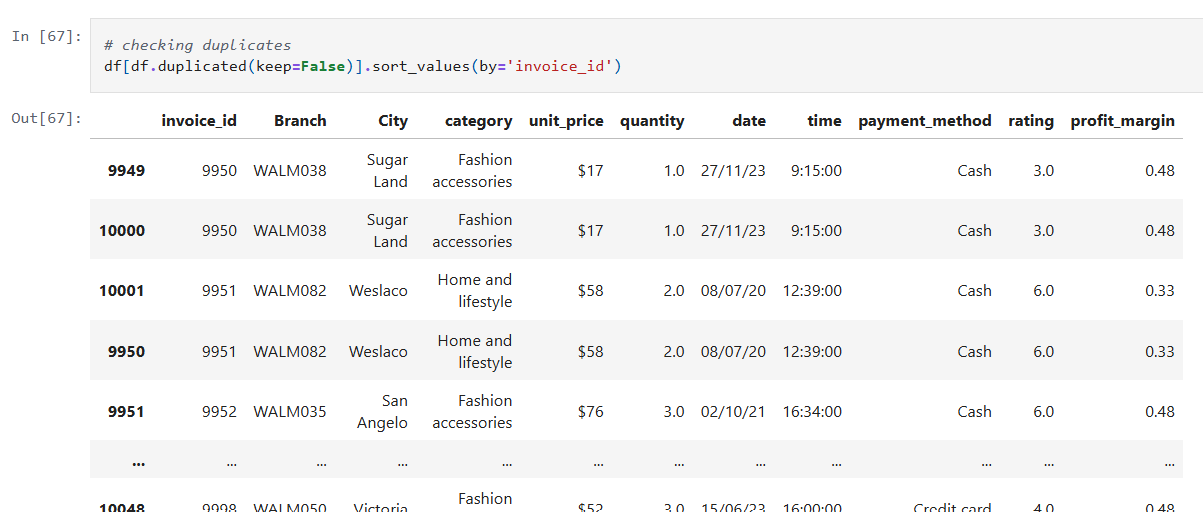 In [67]:
# checking duplicates
df[df.duplicated(keep=False)].sort_values(by='invoice_id')
Out[67]:
invoice_id Branch City category unit_price quantity date time payment_method rating profit_margin
9949 9950 WALM038 Sugar Land Fashion accessories $17 1.0 27/11/23 9:15:00 Cash 3.0 0.48
10000 9950 WALM038 Sugar Land Fashion accessories $17 1.0 27/11/23 9:15:00 Cash 3.0 0.48
10001 9951 WALM082 Weslaco Home and lifestyle $58 2.0 08/07/20 12:39:00 Cash 6.0 0.33
9950 9951 WALM082 Weslaco Home and lifestyle $58 2.0 08/07/20 12:39:00 Cash 6.0 0.33
9951 9952 WALM035 San Angelo Fashion accessories $76 3.0 02/10/21 16:34:00 Cash 6.0 0.48
... ... ... ... ... ... ... ... ... ... ... ...
10048 9998 WALM050 Victoria Fashion $52 3.0 15/06/23 16:00:00 Credit card 4.0 0.48